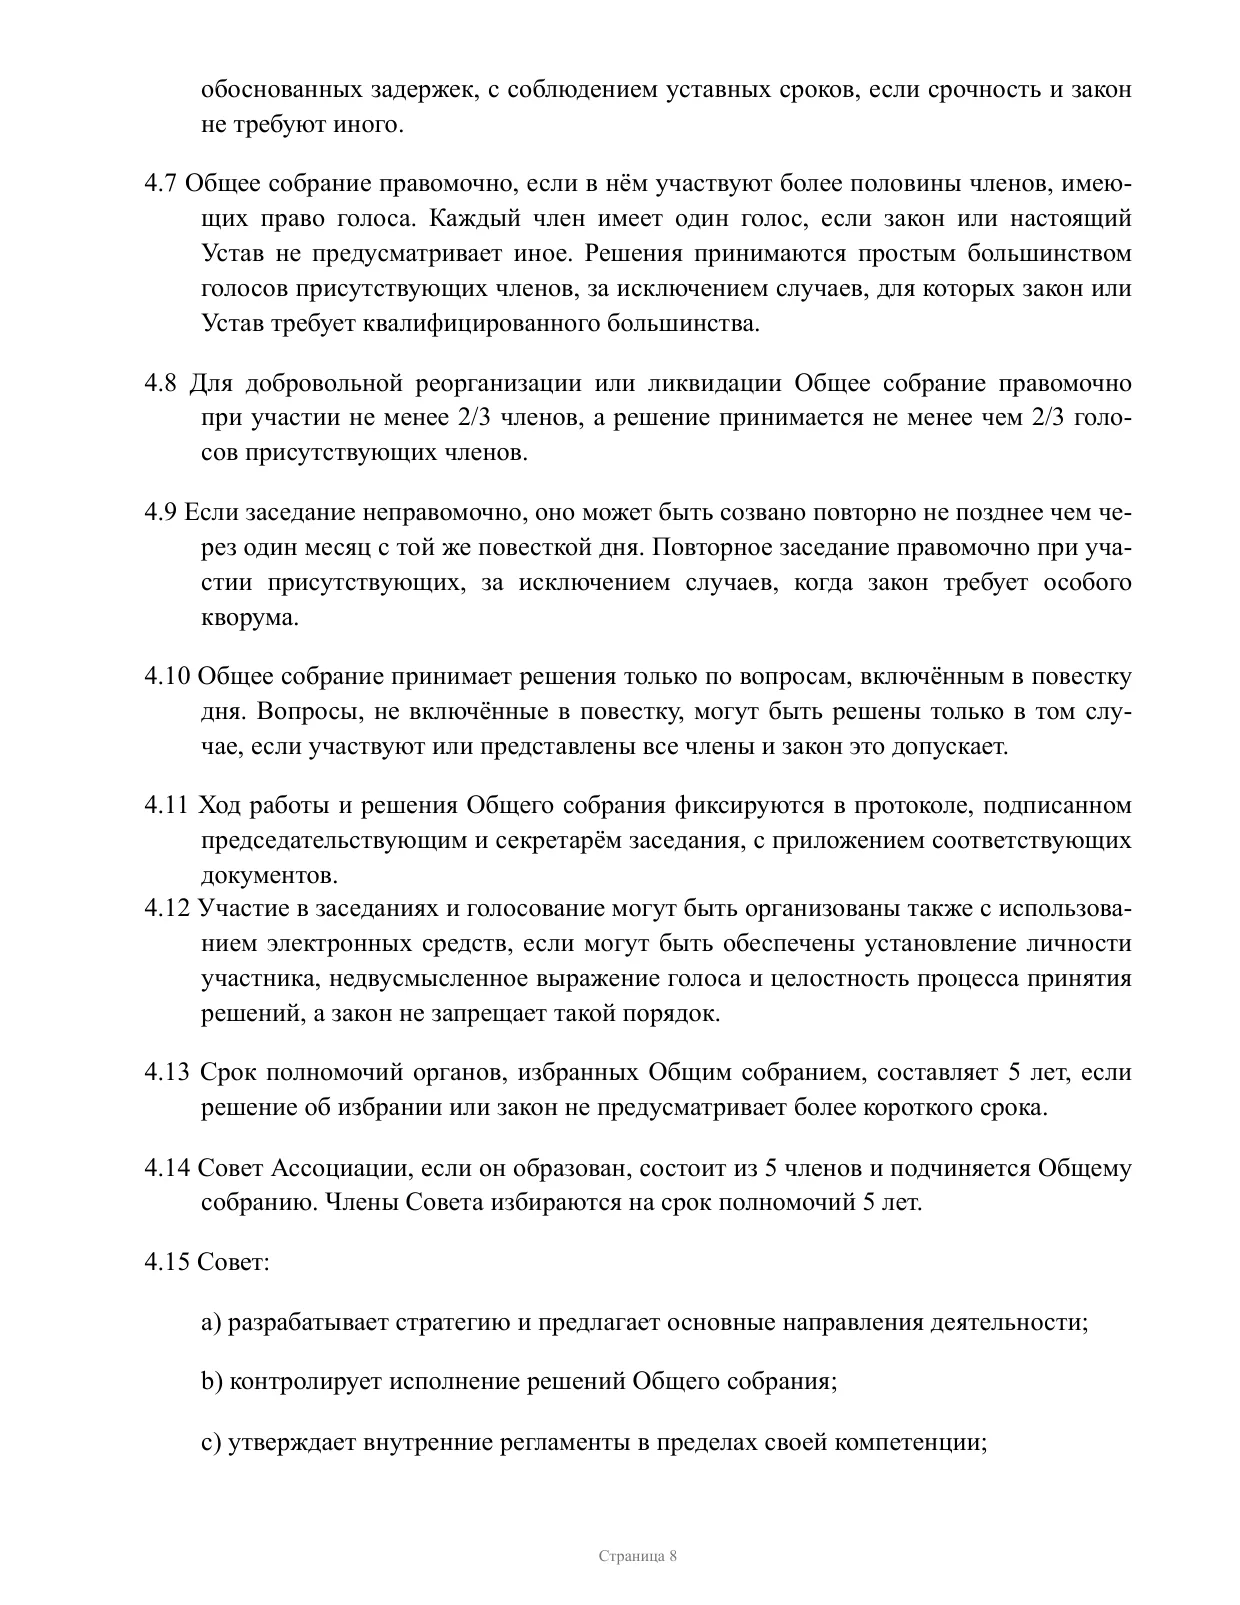 обоснованных задержек, с соблюдением уставных сроков, если срочность и закон
не требуют иного.
4.7 Общее собрание правомочно, если в нём участвуют более половины членов, имею-
щих право голоса. Каждый член имеет один голос, если закон или настоящий
Устав не предусматривает иное. Решения принимаются простым большинством
голосов присутствующих членов, за исключением случаев, для которых закон или
Устав требует квалифицированного большинства.
4.8 Для добровольной реорганизации или ликвидации Общее собрание правомочно
при участии не менее 2/3 членов, а решение принимается не менее чем 2/3 голо-
сов присутствующих членов.
4.9 Если заседание неправомочно, оно может быть созвано повторно не позднее чем че-
рез один месяц с той же повесткой дня. Повторное заседание правомочно при уча-
стии присутствующих, за исключением случаев, когда закон требует особого
кворума.
4.10 Общее собрание принимает решения только по вопросам, включённым в повестку
дня. Вопросы, не включённые в повестку, могут быть решены только в том слу-
чае, если участвуют или представлены все члены и закон это допускает.
4.11 Ход работы и решения Общего собрания фиксируются в протоколе, подписанном
председательствующим и секретарём заседания, с приложением соответствующих
документов.
4.12 Участие в заседаниях и голосование могут быть организованы также с использова-
нием электронных средств, если могут быть обеспечены установление личности
участника, недвусмысленное выражение голоса и целостность процесса принятия
решений, а закон не запрещает такой порядок.
4.13 Срок полномочий органов, избранных Общим собранием, составляет 5 лет, если
решение об избрании или закон не предусматривает более короткого срока.
4.14 Совет Ассоциации, если он образован, состоит из 5 членов и подчиняется Общему
собранию. Члены Совета избираются на срок полномочий 5 лет.
4.15 Совет:
a) разрабатывает стратегию и предлагает основные направления деятельности;
b) контролирует исполнение решений Общего собрания;
c) утверждает внутренние регламенты в пределах своей компетенции;
Страница 8